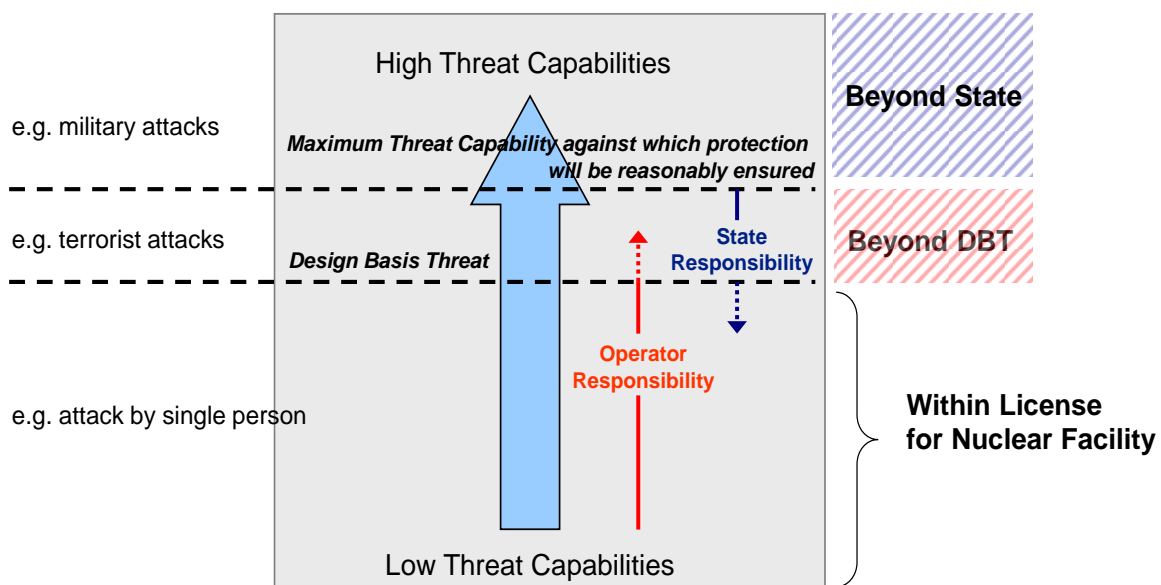 High Threat Capabilities
Beyond State
e.g. military attacks
Maximum Threat Capability against which protection
will be reasonably ensured
e.g. terrorist attacks
State
Responsibility
Beyond DBT
Design Basis Threat
Operator
Responsibility
e.g. attack by single person
Within License
for Nuclear Facility
Low Threat Capabilities